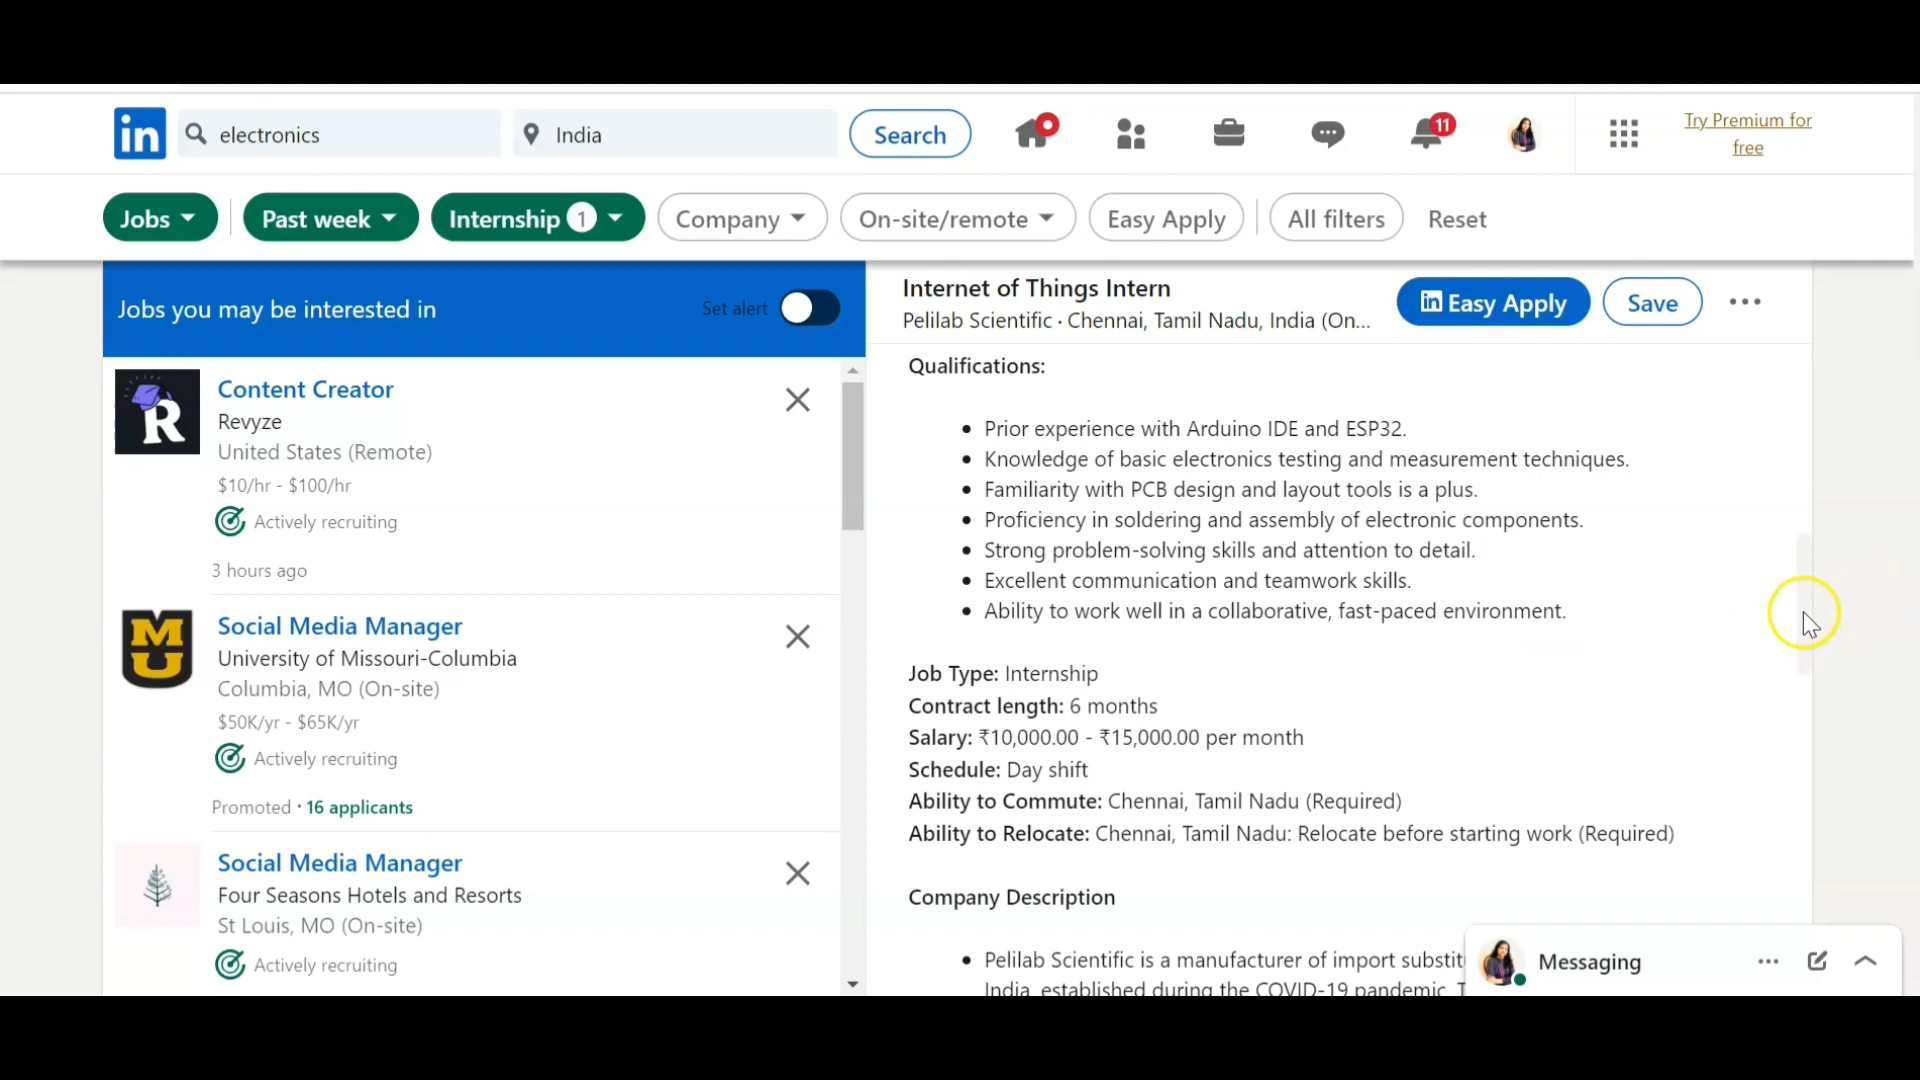 in
electronics
India
Search
11
Try Premium for
free
Jobs
Past week
Internship 1
Company
On-site/remote
Easy Apply
All filters
Reset
Jobs you may be interested in
Set alert
R
Content Creator
Revyze
United States (Remote)
$10/hr - $100/hr
Actively recruiting
3 hours ago
MU
Social Media Manager
University of Missouri-Columbia
Columbia, MO (On-site)
$50K/yr - $65K/yr
Actively recruiting
Promoted · 16 applicants
Social Media Manager
Four Seasons Hotels and Resorts
St Louis, MO (On-site)
Actively recruiting
Internet of Things Intern
Pelilab Scientific · Chennai, Tamil Nadu, India (On...
in Easy Apply
Save
Qualifications:
• Prior experience with Arduino IDE and ESP32.
• Knowledge of basic electronics testing and measurement techniques.
• Familiarity with PCB design and layout tools is a plus.
• Proficiency in soldering and assembly of electronic components.
• Strong problem-solving skills and attention to detail.
• Excellent communication and teamwork skills.
• Ability to work well in a collaborative, fast-paced environment.
Job Type: Internship
Contract length: 6 months
Salary: ₹10,000.00 - ₹15,000.00 per month
Schedule: Day shift
Ability to Commute: Chennai, Tamil Nadu (Required)
Ability to Relocate: Chennai, Tamil Nadu: Relocate before starting work (Required)
Company Description
• Pelilab Scientific is a manufacturer of import substit
India, established during the COVID-19 pandemic. T
Messaging